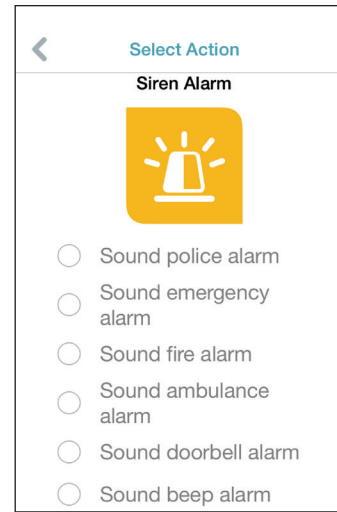 Select Action
Siren Alarm
Sound police alarm
Sound emergency
alarm
Sound fire alarm
Sound ambulance
alarm
Sound doorbell alarm
Sound beep alarm